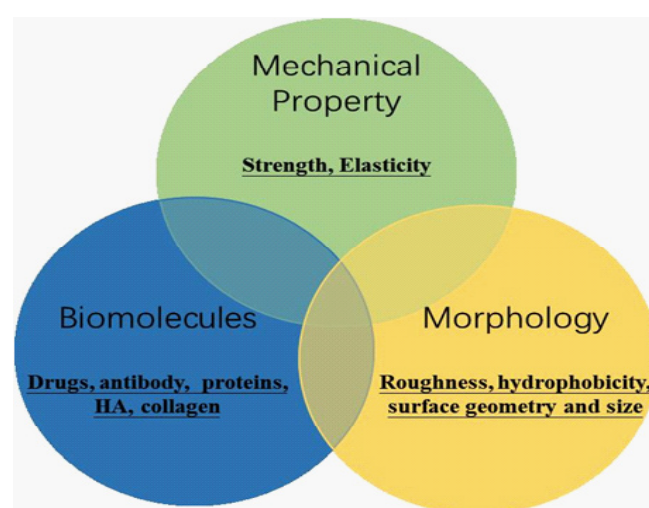 Mechanical
Property
Strength, Elasticity
Biomolecules
Drugs, antibody, proteins,
HA, collagen
Morphology
Roughness, hydrophobicity,
surface geometry and size